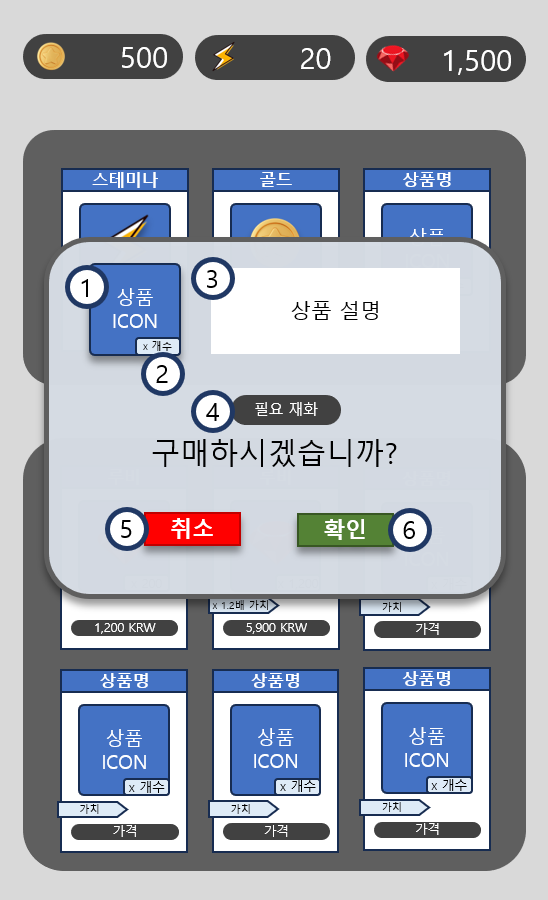 500
20
1,500
스테미나
골드
상품명
상품
1
상품
ICON
x 개수
2
3
상품 설명
4
필요 재화
구매하시겠습니까?
5
취소
확인
6
x 1.2배 가치
가치
1,200 KRW
5,900 KRW
가격
상품명
상품명
상품명
상품
ICON
x 개수
상품
ICON
x 개수
상품
ICON
x 개수
가치
가치
가치
가격
가격
가격